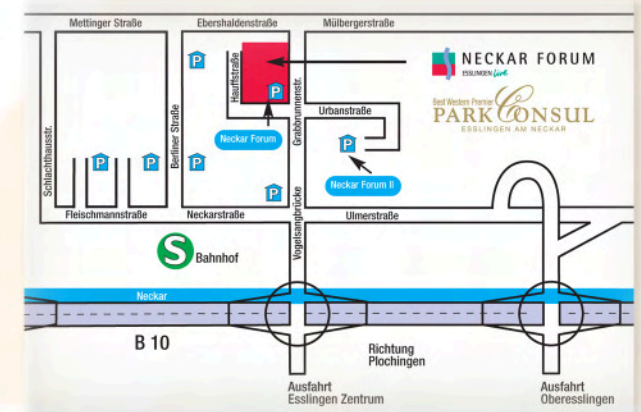 Mettinger Straße
Ebershaldenstraße
Mülbergerstraße
NECKAR FORUM
ESSLINGEN live
Best Western Premier
PARK CONSUL
ESSLINGEN AM NECKAR
Hauffstraße
Grabbrunnenstr.
Urbanstraße
Schlachthausstr.
Berliner Straße
P
P
P
P
P
P
P
Neckar Forum
Neckar Forum II
Fleischmannstraße
Neckarstraße
Vogelsangbrücke
Ulmerstraße
S Bahnhof
Neckar
B 10
Richtung
Plochingen
Ausfahrt
Esslingen Zentrum
Ausfahrt
Oberesslingen